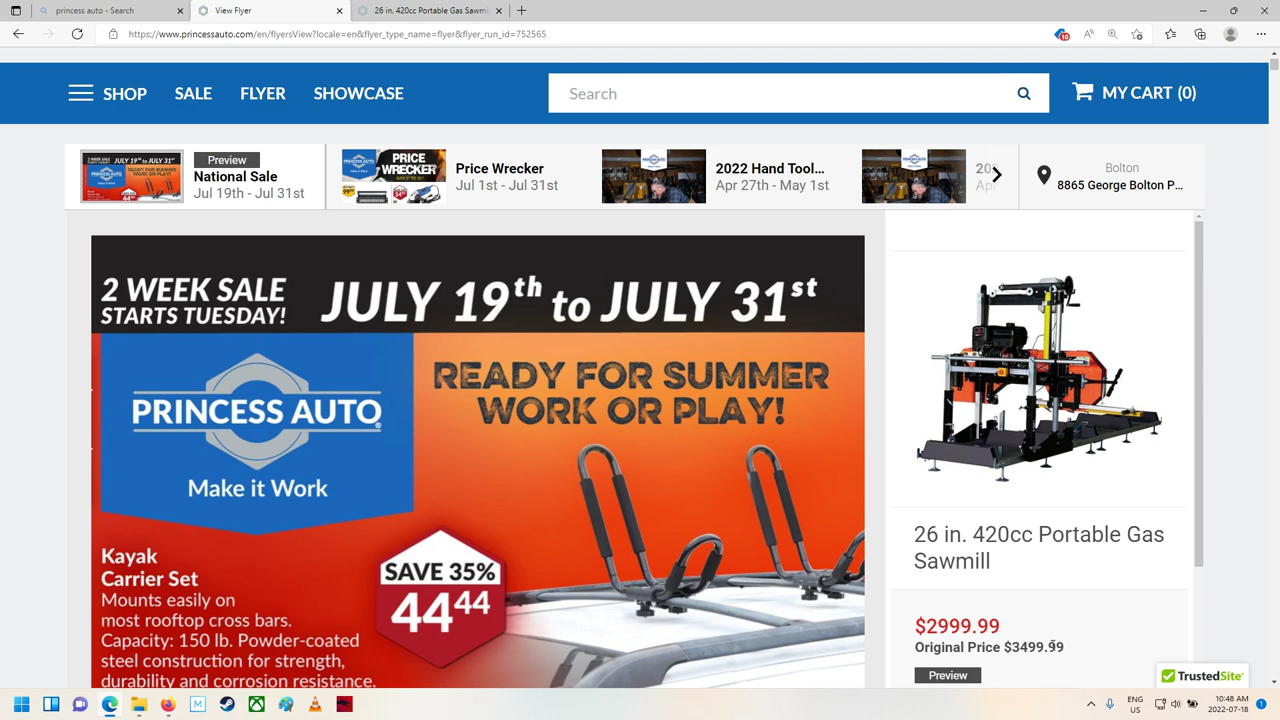 princess auto - Search
View Flyer
26 in. 420cc Portable Gas Sawmi
https://www.princessauto.com/en/flyersView?locale=en&flyer_type_name=flyer&flyer_run_id=752565
10
SHOP
SALE
FLYER
SHOWCASE
Search
MY CART (0)
Preview
National Sale
Jul 19th - Jul 31st
Price Wrecker
Jul 1st - Jul 31st
2022 Hand Tool...
Apr 27th - May 1st
Bolton
8865 George Bolton P...
2 WEEK SALE
STARTS TUESDAY!
JULY 19th to JULY 31st
PRINCESS AUTO®
Make it Work
READY FOR SUMMER
WORK OR PLAY!
Kayak
Carrier Set
Mounts easily on
most rooftop cross bars.
Capacity: 150 lb. Powder-coated
steel construction for strength,
durability and corrosion resistance.
SAVE 35%
44 44
26 in. 420cc Portable Gas
Sawmill
$2999.99
Original Price $3499.99
Preview
TrustedSite
ENG
US
10:48 AM
2022-07-18
1